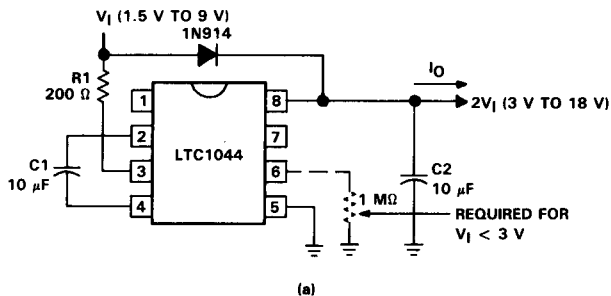 V_I (1.5 V TO 9 V)
1N914
I_O
R1
200 Ω
1
8
2V_I (3 V TO 18 V)
2
7
LTC1044
C1
10 μF
3
6
C2
10 μF
1 MΩ
4
5
REQUIRED FOR
V_I < 3 V
(a)